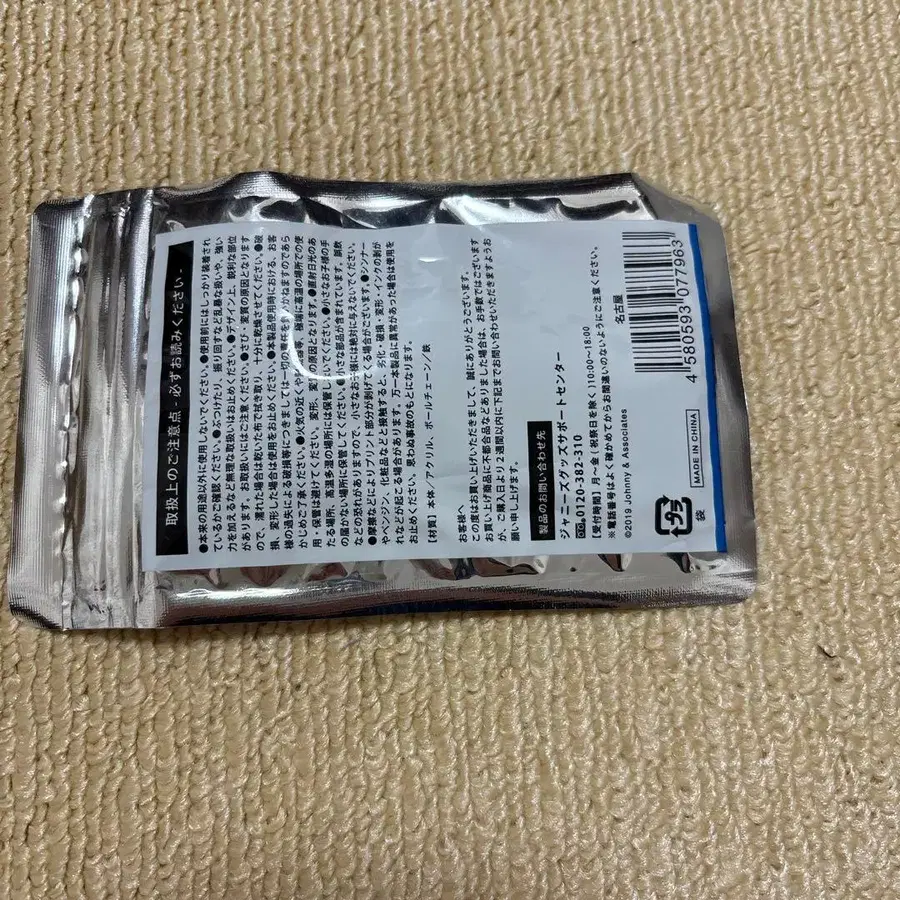 取扱上のご注意点 - 必ずお読みください -
●本来の用途以外に使用しないでください。●使用前にはしっかり装着され
ているかご確認ください。●ぶつけたり、振り回すなど乱暴な扱いや、強い
力を加えるなど無理な取扱いはお止めください。●デザイン上、鋭利な部位
があります。お取扱いにはご注意ください。●さび・変質の原因となります
ので、濡れた場合は乾いた布で拭き取り、十分に乾燥させてください。●破
損、変形した場合は使用をお止めください。●本製品使用時における、お客
様の過失による破損等につきましては一切の責任を負いかねますのであら
かじめご了承ください。●火気の近くや
、極端に高温の場所での使
用・保管は避けてください。変形、変質の原因となります。●直射日光のあ
たる場所、高温多湿の場所には保管しないでください。●小さなお子様の手
の届かない場所に保管してください。●小さな部品が含まれています。誤飲
などの恐れがありますので、小さなお子様には絶対に与えないでください。
●摩擦などによりプリント部分が剥げてくる場合がございます。●シンナー
やベンジン、化粧品などと接触すると、劣化・破損・変形・インクの剥が
れなどが起こる場合があります。万一本製品に異常があった場合は使用を
お止めください。思わぬ事故のもとになります。
【材質】本体／アクリル、ボールチェーン／鉄
お客様へ
この度はお買い上げいただきまして、誠にありがとうございます。
お買い上げ商品に不都合品などありました場合は、お手数ではございます
が、ご購入日より2週間以内に下記までお問い合わせいただきますようお
願い申し上げます。
製品のお問い合わせ先
ジャニーズグッズサポートセンター
0120-382-310
【受付時間】月～金（祝祭日を除く）10:00～18:00
※電話番号はよく確かめてからお間違いのないようにご注意ください。
©2019 Johnny & Associates
名古屋
4 580593 077963
プラ
袋
MADE IN CHINA